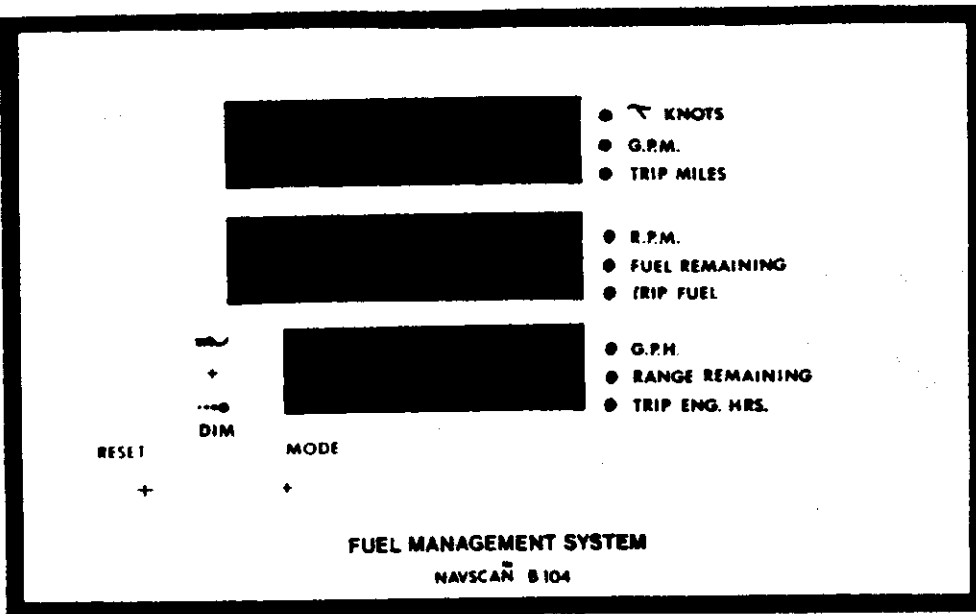 KNOTS
G.P.M.
TRIP MILES
R.P.M.
FUEL REMAINING
TRIP FUEL
G.P.H.
RANGE REMAINING
TRIP ENG. HRS.
DIM
RESET MODE
FUEL MANAGEMENT SYSTEM
NAVSCAN B104